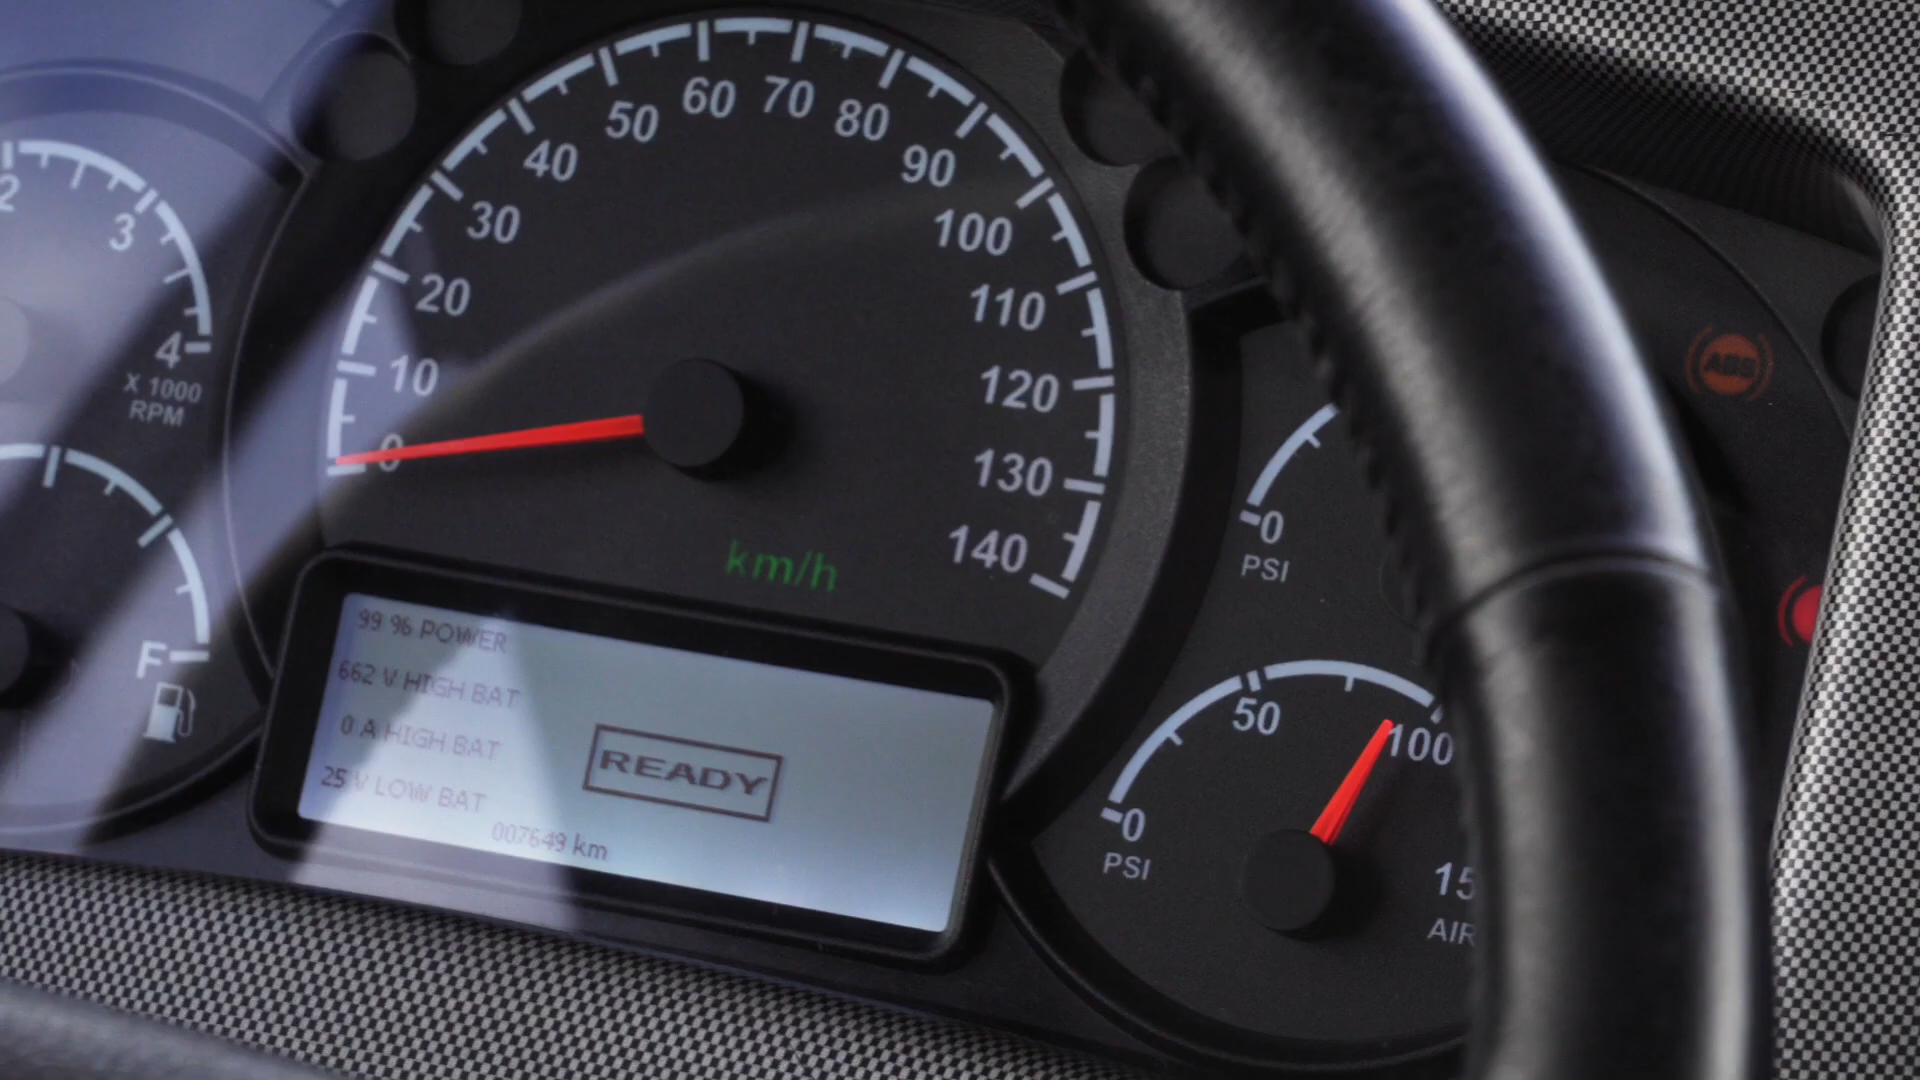 2
3
4
X 1000
RPM
F
0
10
20
30
40
50
60
70
80
90
100
110
120
130
140
km/h
99 % POWER
662 V HIGH BAT
0 A HIGH BAT
25 V LOW BAT
007649 km
READY
0
PSI
0
50
100
15
PSI
AIR
ABS